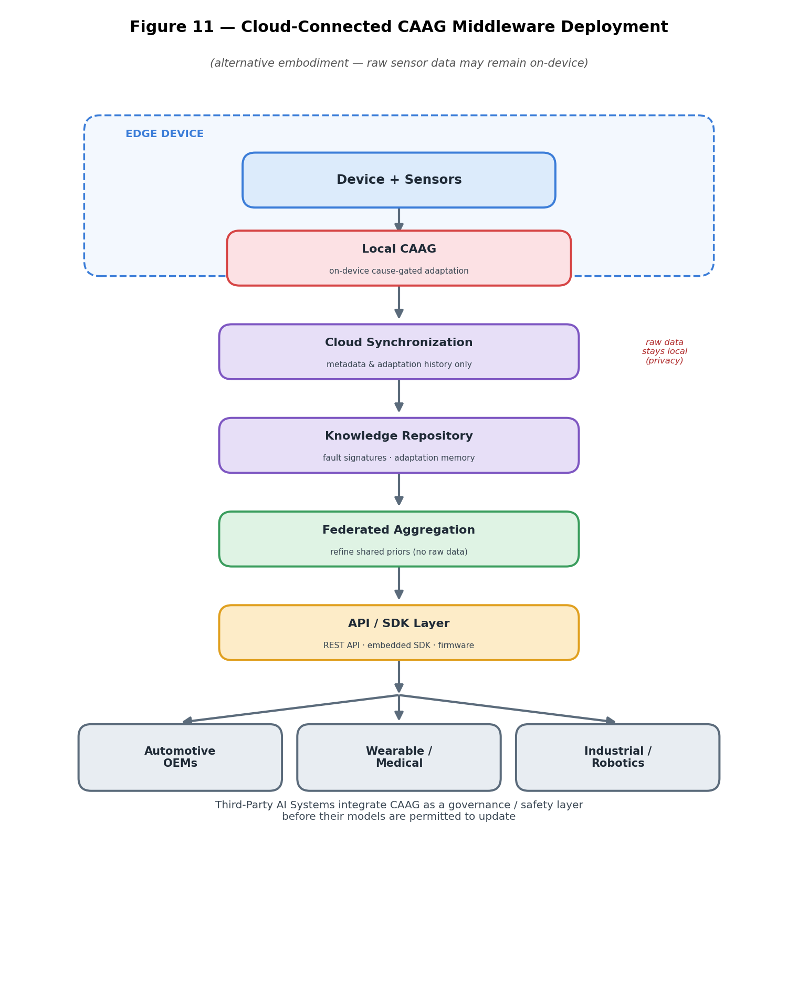 Figure 11 — Cloud-Connected CAAG Middleware Deployment
(alternative embodiment — raw sensor data may remain on-device)
EDGE DEVICE
Device + Sensors
Local CAAG
on-device cause-gated adaptation
Cloud Synchronization
metadata & adaptation history only
raw data
stays local
(privacy)
Knowledge Repository
fault signatures · adaptation memory
Federated Aggregation
refine shared priors (no raw data)
API / SDK Layer
REST API · embedded SDK · firmware
Automotive
OEMs
Wearable /
Medical
Industrial /
Robotics
Third-Party AI Systems integrate CAAG as a governance / safety layer
before their models are permitted to update